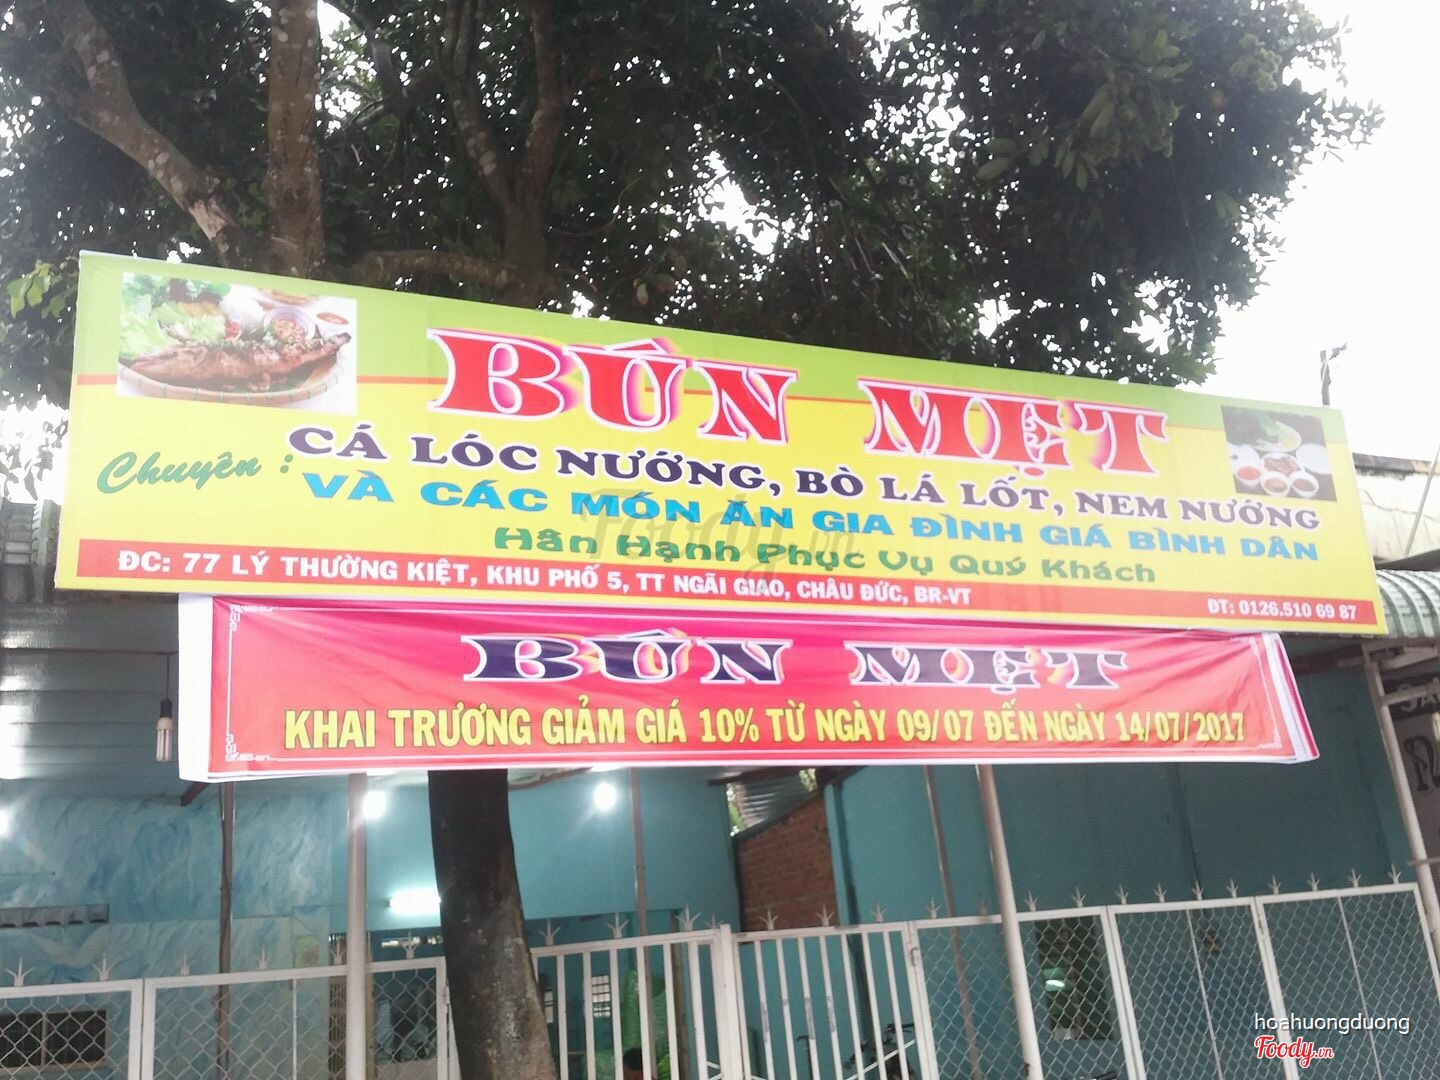 BÚN MẸT
Chuyên :
CÁ LÓC NƯỚNG, BÒ LÁ LỐT, NEM NƯỚNG
VÀ CÁC MÓN ĂN GIA ĐÌNH GIÁ BÌNH DÂN
Hân Hạnh Phục Vụ Quý Khách
ĐC: 77 LÝ THƯỜNG KIỆT, KHU PHỐ 5, TT NGÃI GIAO, CHÂU ĐỨC, BR-VT
ĐT: 0126.510 69 87
BÚN MẸT
KHAI TRƯƠNG GIẢM GIÁ 10% TỪ NGÀY 09/07 ĐẾN NGÀY 14/07/2017
Foody.vn
hoahuongduong
Foody.vn